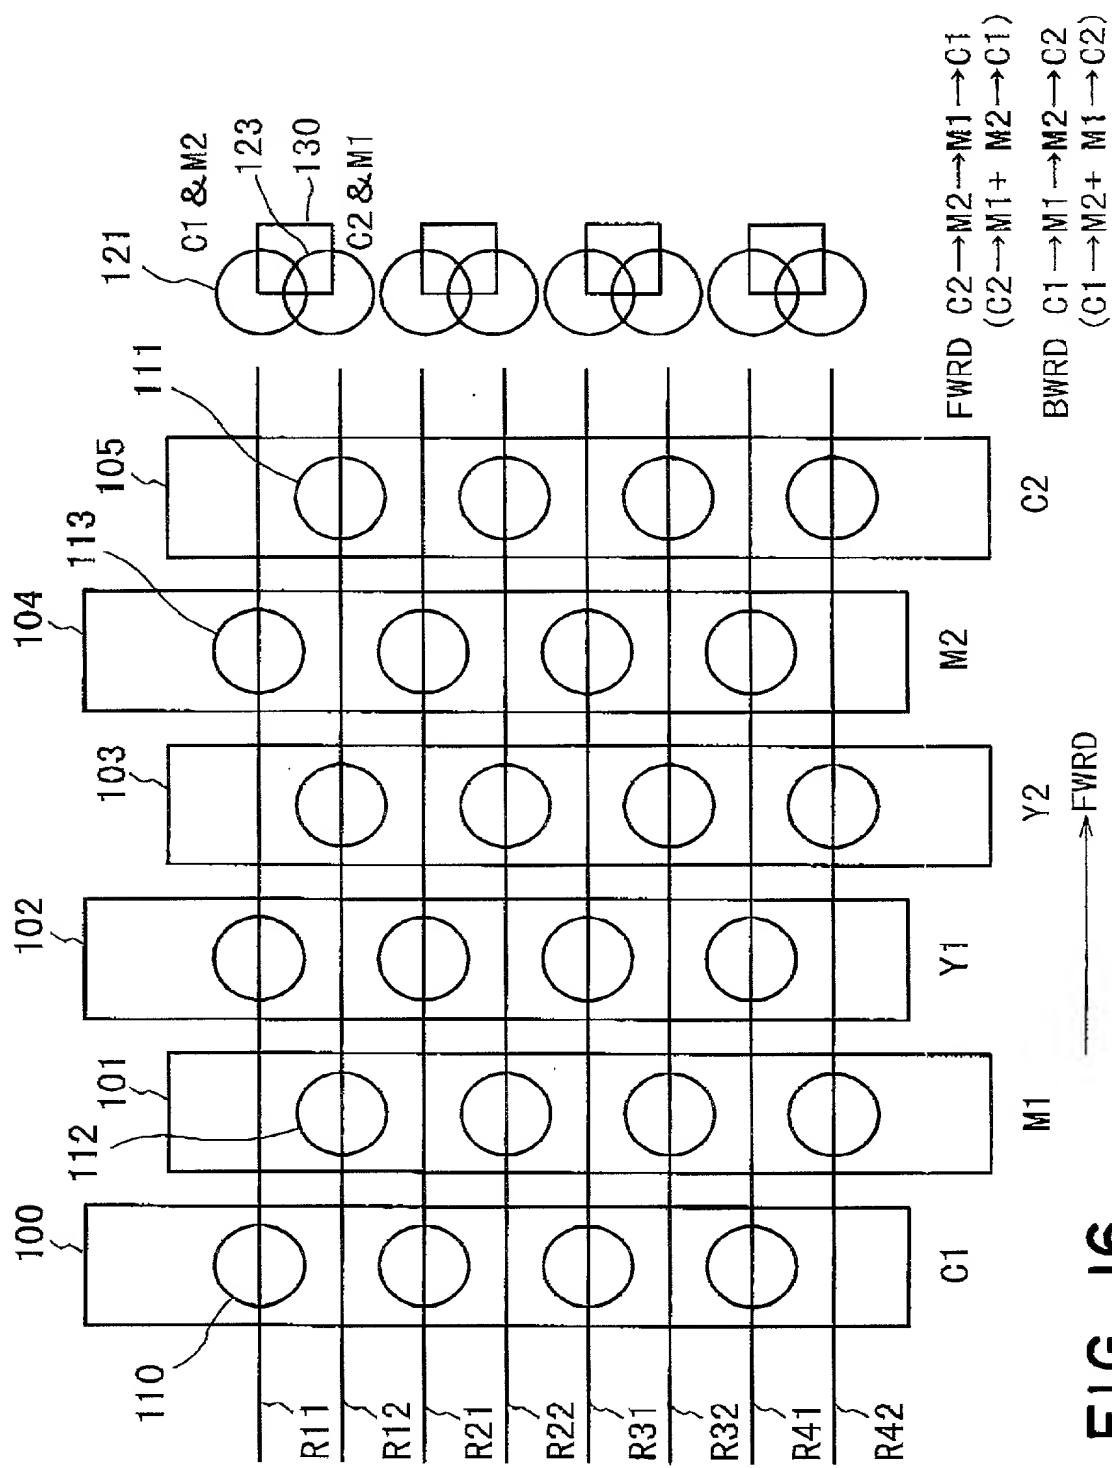 C1 & M2
121
123
130
C2 & M1
111
105
113
104
103
102
101
112
100
110
R11
R12
R21
R22
R31
R32
R41
R42
C1
M1
Y1
Y2
M2
C2
FWRD
FWRD C2→M2→M1→C1
(C2→M1+ M2→C1)
BWRD C1→M1→M2→C2
(C1→M2+ M1→C2)
FIG. 16